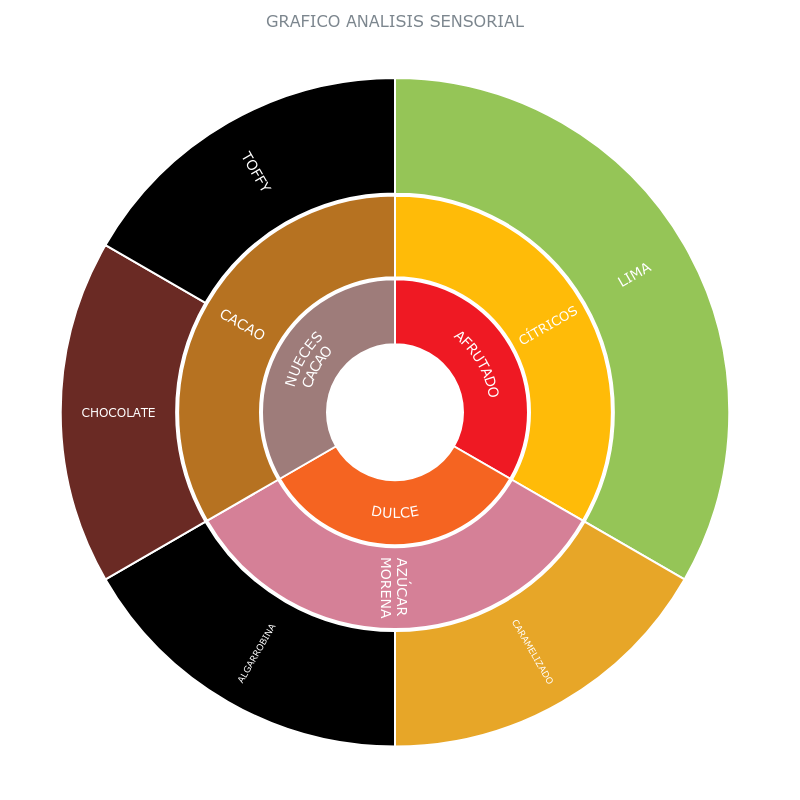 GRAFICO ANALISIS SENSORIAL
TOFFY
LIMA
CACAO
CÍTRICOS
NUECES
CACAO
AFRUTADO
CHOCOLATE
DULCE
AZÚCAR
MORENA
ALGARROBINA
CARAMELIZADO